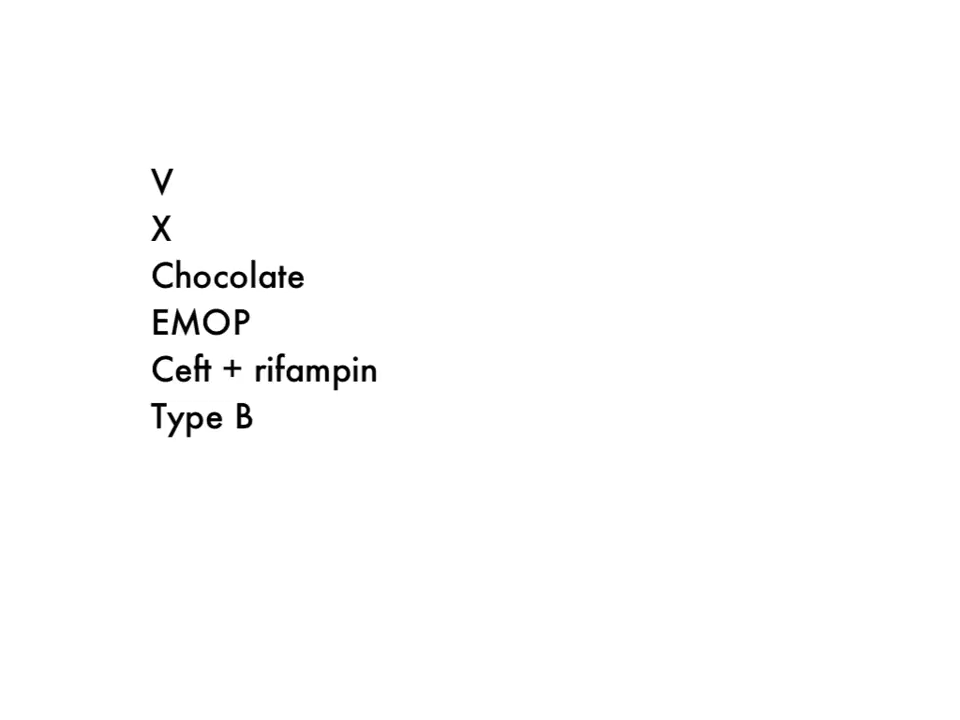 V
X
Chocolate
EMOP
Ceft + rifampin
Type B